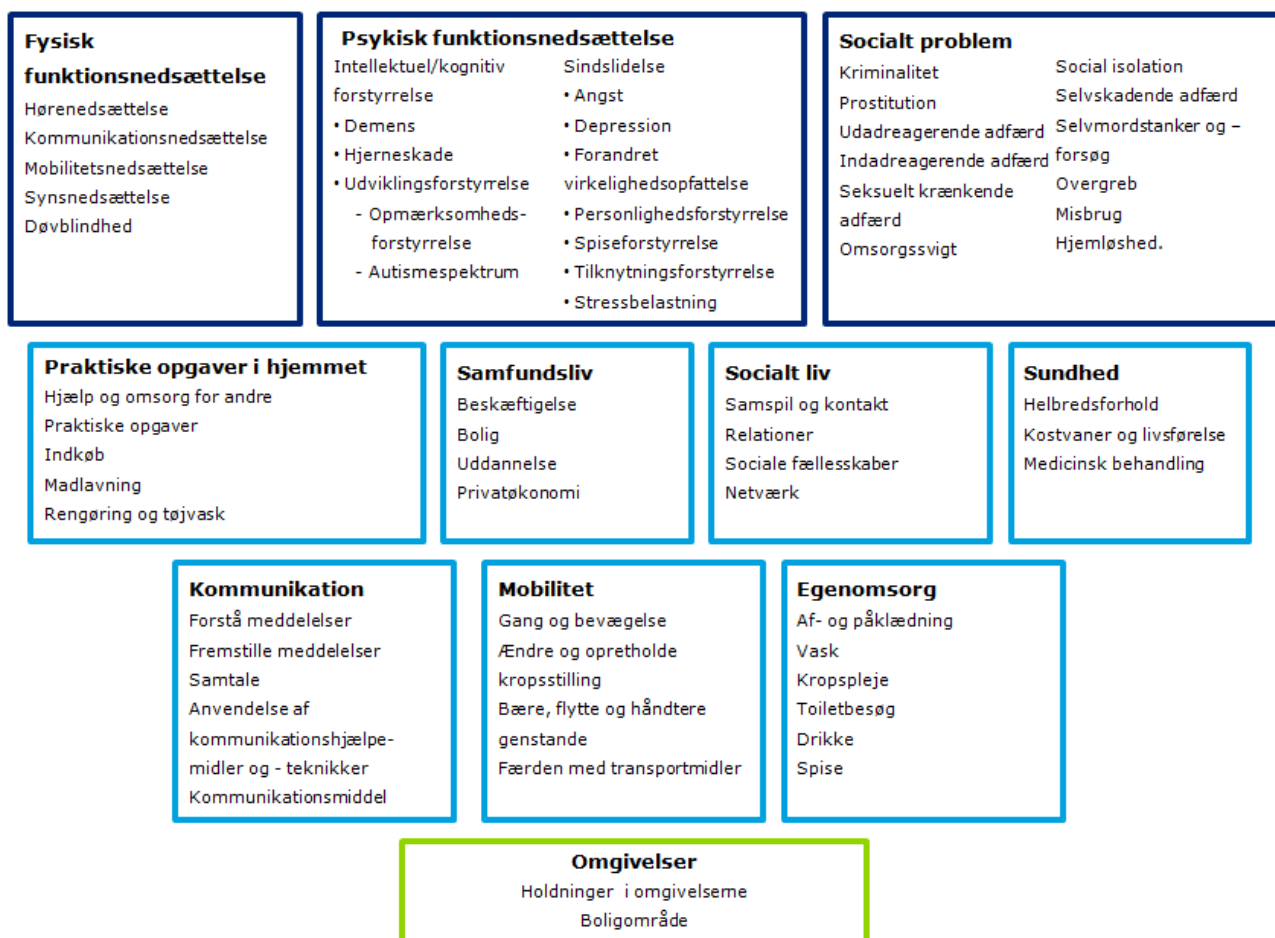 Fysisk
funktionsnedsættelse
Hørenedsættelse
Kommunikationsnedsættelse
Mobilitetsnedsættelse
Synsnedsættelse
Døvblindhed
Psykisk funktionsnedsættelse
Intellektuel/kognitiv
forstyrrelse
• Demens
• Hjerneskade
• Udviklingsforstyrrelse
- Opmærksomheds-
forstyrrelse
- Autismespektrum
Sindslidelse
• Angst
• Depression
• Forandret
virkelighedsopfattelse
• Personlighedsforstyrrelse
• Spiseforstyrrelse
• Tilknytningsforstyrrelse
• Stressbelastning
Socialt problem
Kriminalitet
Prostitution
Udadreagerende adfærd
Indadreagerende adfærd
Seksuelt krænkende
adfærd
Omsorgssvigt
Social isolation
Selvskadende adfærd
Selvmordstanker og –
forsøg
Overgreb
Misbrug
Hjemløshed.
Praktiske opgaver i hjemmet
Hjælp og omsorg for andre
Praktiske opgaver
Indkøb
Madlavning
Rengøring og tøjvask
Samfundsliv
Beskæftigelse
Bolig
Uddannelse
Privatøkonomi
Socialt liv
Samspil og kontakt
Relationer
Sociale fællesskaber
Netværk
Sundhed
Helbredsforhold
Kostvaner og livsførelse
Medicinsk behandling
Kommunikation
Forstå meddelelser
Fremstille meddelelser
Samtale
Anvendelse af
kommunikationshjælpe-
midler og - teknikker
Kommunikationsmiddel
Mobilitet
Gang og bevægelse
Ændre og opretholde
kropsstilling
Bære, flytte og håndtere
genstande
Færden med transportmidler
Egenomsorg
Af- og påklædning
Vask
Kropspleje
Toiletbesøg
Drikke
Spise
Omgivelser
Holdninger i omgivelserne
Boligområde